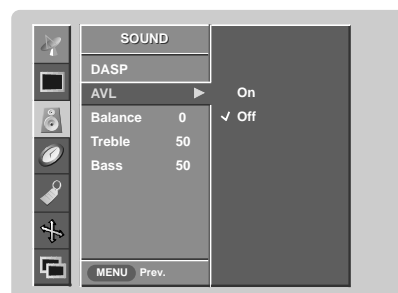 SOUND
DASP
AVL On
Balance 0 ✓ Off
Treble 50
Bass 50
MENU Prev.